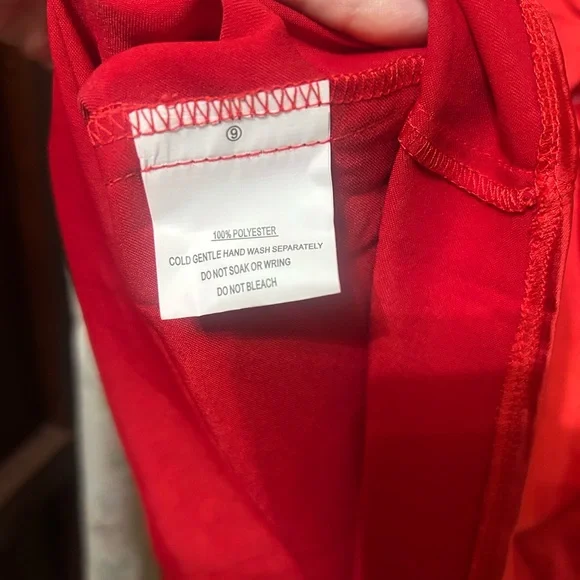 9
100% POLYESTER
COLD GENTLE HAND WASH SEPARATELY
DO NOT SOAK OR WRING
DO NOT BLEACH